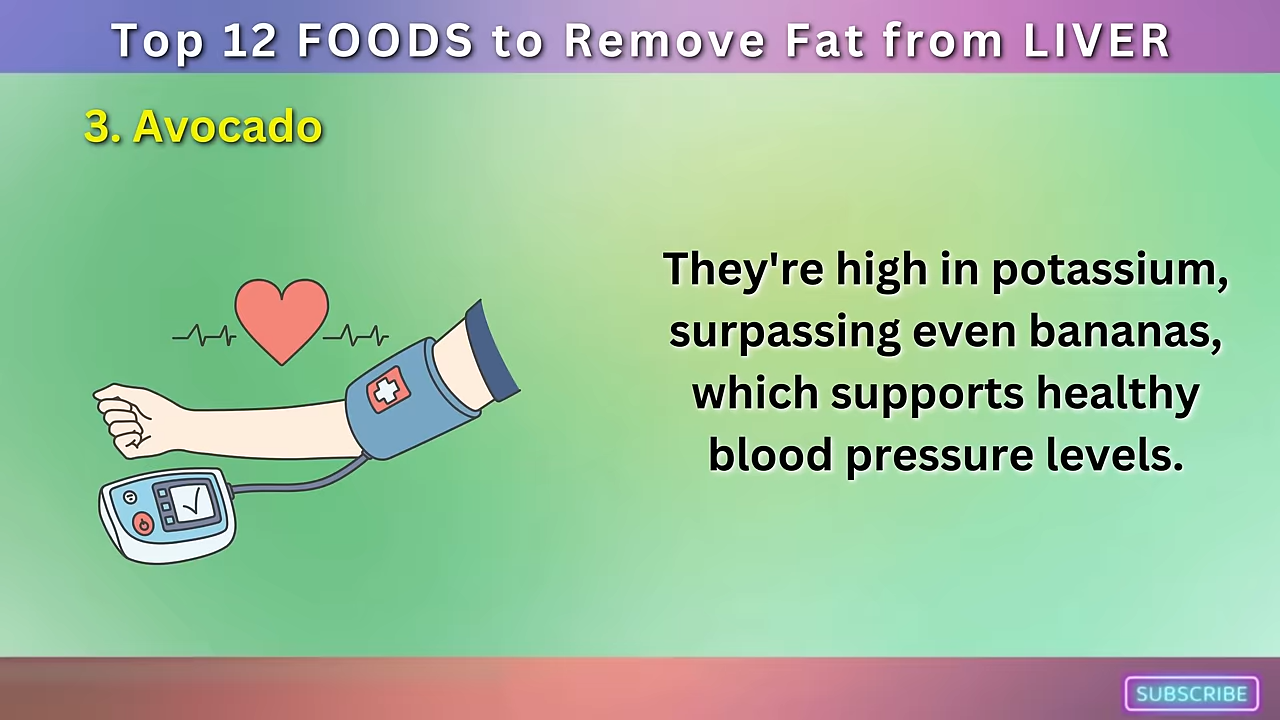 Top 12 FOODS to Remove Fat from LIVER
3. Avocado
They're high in potassium,
surpassing even bananas,
which supports healthy
blood pressure levels.
SUBSCRIBE